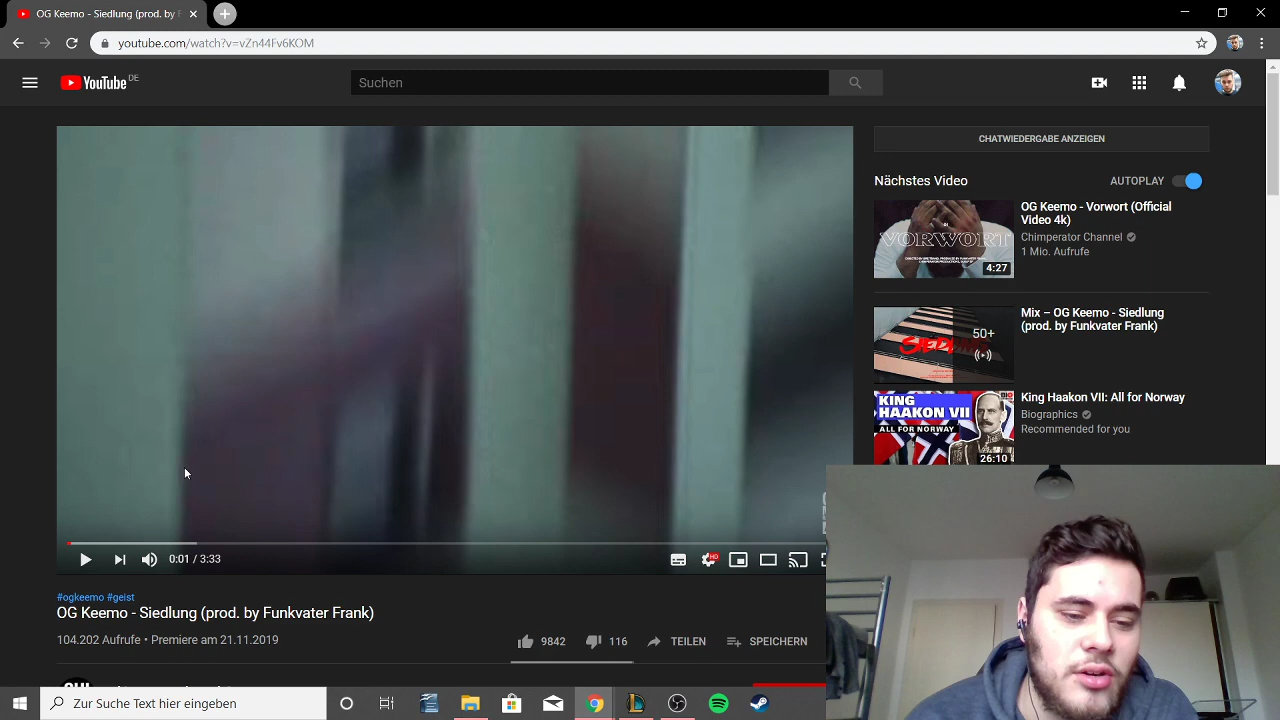 OG Keemo - Siedlung (prod. by F
youtube.com/watch?v=vZn44Fv6KOM
YouTube DE
Suchen
CHATWIEDERGABE ANZEIGEN
Nächstes Video
AUTOPLAY
VORWORT
4:27
OG Keemo - Vorwort (Official
Video 4k)
Chimperator Channel
1 Mio. Aufrufe
50+
Mix – OG Keemo - Siedlung
(prod. by Funkvater Frank)
KING
HAAKON VII
ALL FOR NORWAY
26:10
King Haakon VII: All for Norway
Biographics
Recommended for you
0:01 / 3:33
HD
#ogkeemo #geist
OG Keemo - Siedlung (prod. by Funkvater Frank)
104.202 Aufrufe • Premiere am 21.11.2019
9842
116
TEILEN
SPEICHERN
Zur Suche Text hier eingeben